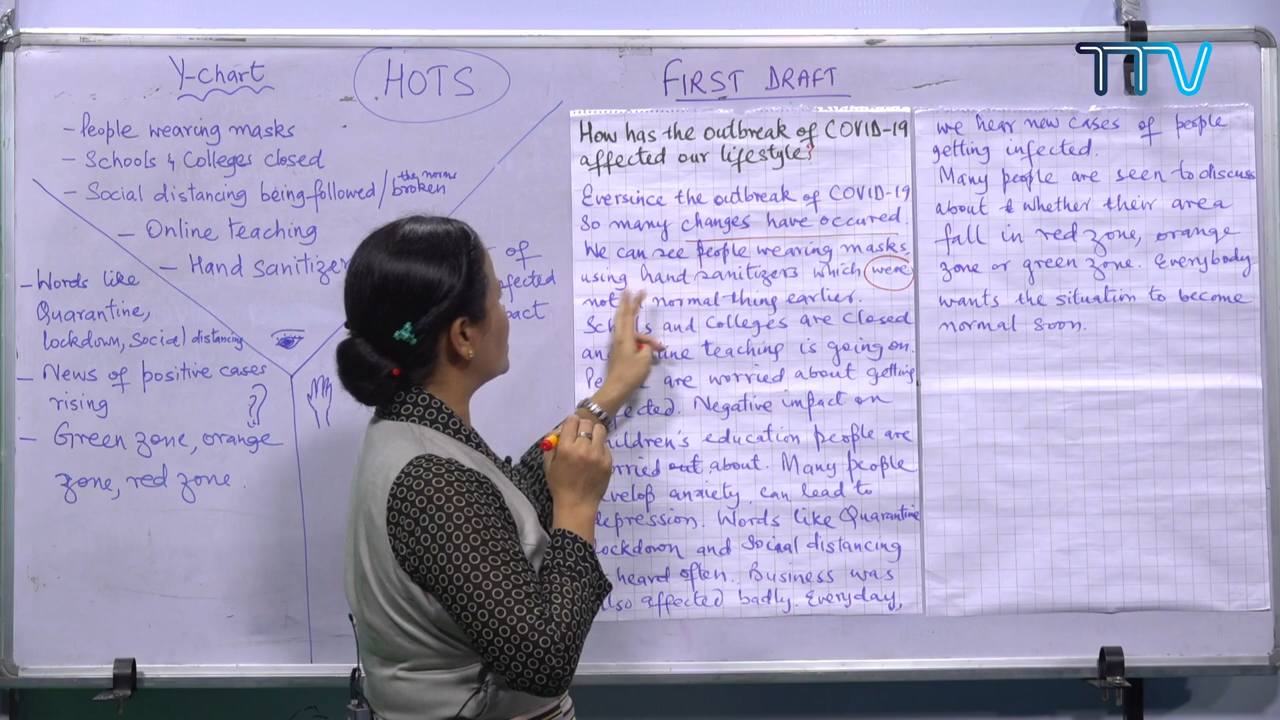 TTV
Y-chart
HOTS
FIRST DRAFT
- People wearing masks
- Schools & Colleges closed
- Social distancing being followed/the norms broken
- Online teaching
- Hand sanitizer
- Words like
Quarantine,
lockdown, Social distancing
- News of positive cases
rising
- Green zone, orange
zone, red zone.
of
How has the outbreak of COVID-19
affected our lifestyle?
Eversince the outbreak of COVID-19
So many changes have occured.
We can see people wearing masks,
using hand sanitizers which were
not normal thing earlier.
and Colleges are closed
teaching is going on.
are worried about getting
Negative impact on
education people are
about. Many people
anxiety, can lead to
Words like Quarantine
and Social distancing
heard often. Business was
affected badly. Everyday,
we hear new cases of people
getting infected.
Many people are seen to discuss
about whether their area
fall in red zone, orange
zone or green zone. Everybody
wants the situation to become
normal soon.